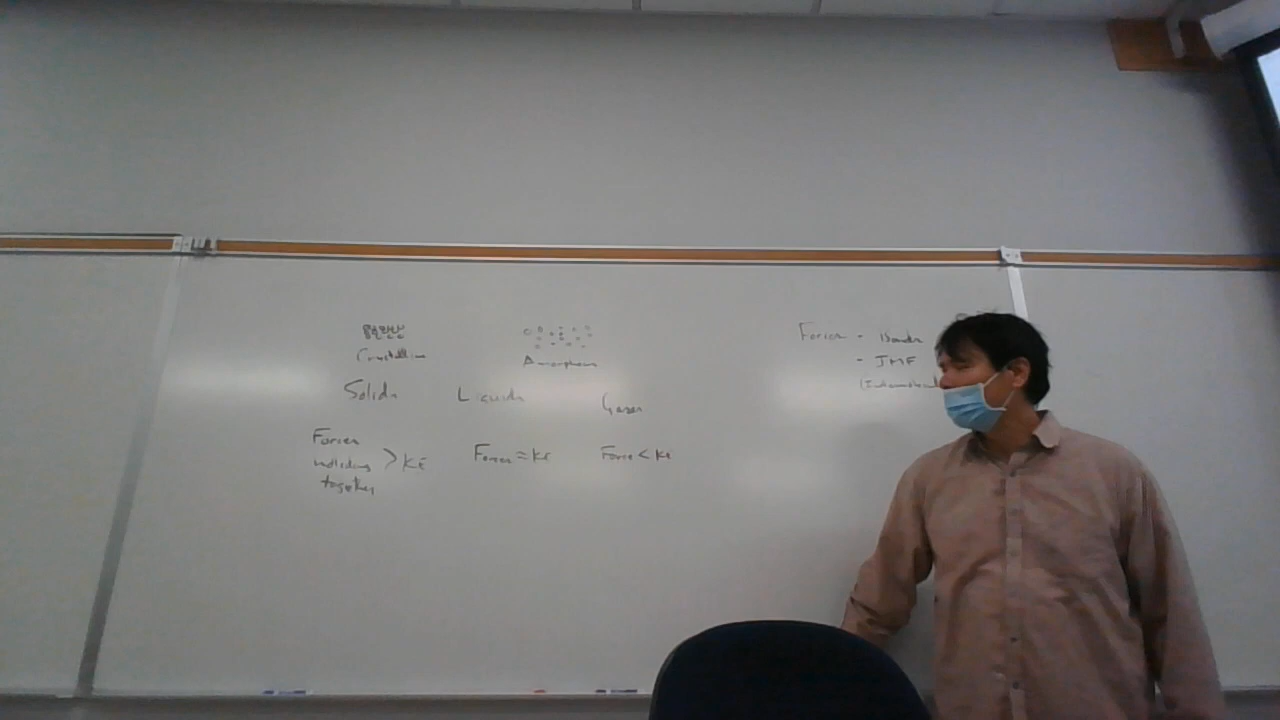 Crystalline
Amorphous
Solids Liquids Gases
Forces
holding
together > KE
Forces ≈ KE
Force < KE
Forces - Bonds
- IMF